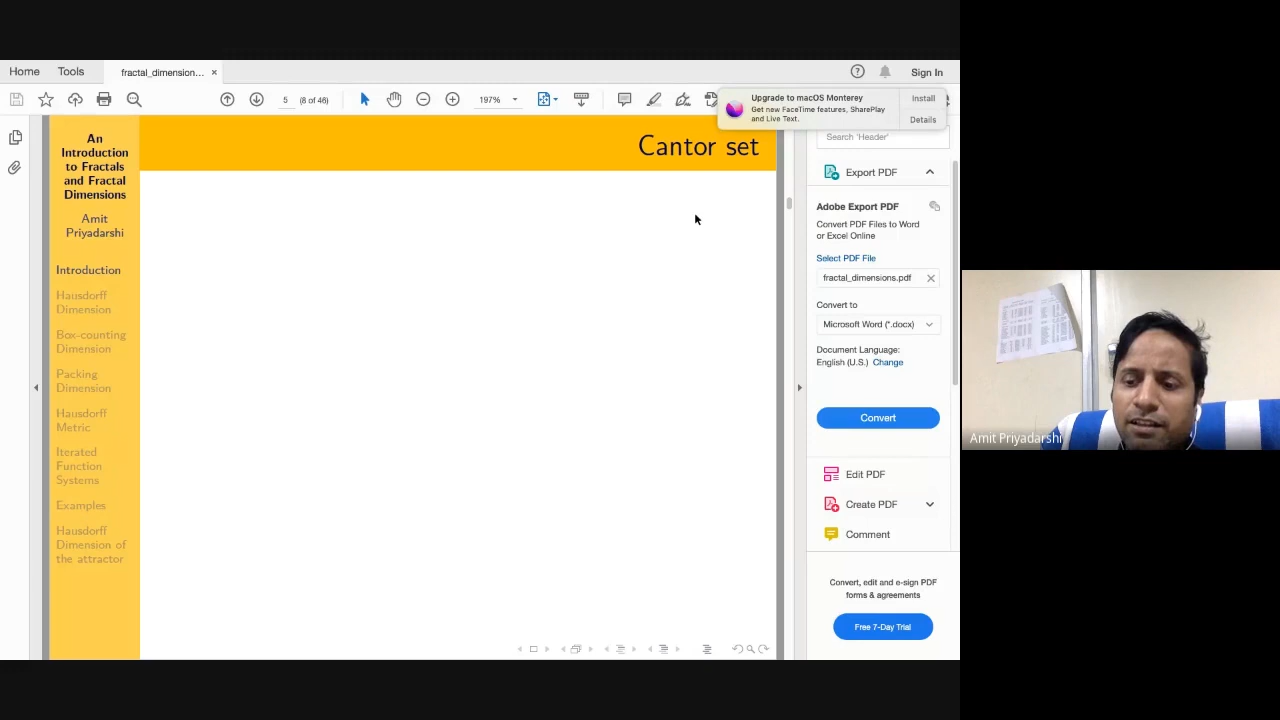 Home
Tools
fractal_dimension...
Sign In
5
(8 of 46)
197%
Upgrade to macOS Monterey
Get new FaceTime features, SharePlay
and Live Text.
Install
Details
An
Introduction
to Fractals
and Fractal
Dimensions
Amit
Priyadarshi
Introduction
Hausdorff
Dimension
Box-counting
Dimension
Packing
Dimension
Hausdorff
Metric
Iterated
Function
Systems
Examples
Hausdorff
Dimension of
the attractor
Cantor set
Search 'Header'
Export PDF
Adobe Export PDF
Convert PDF Files to Word
or Excel Online
Select PDF File
fractal_dimensions.pdf
Convert to
Microsoft Word (*.docx)
Document Language:
English (U.S.) Change
Convert
Edit PDF
Create PDF
Comment
Convert, edit and e-sign PDF
forms & agreements
Free 7-Day Trial
Amit Priyadarshi